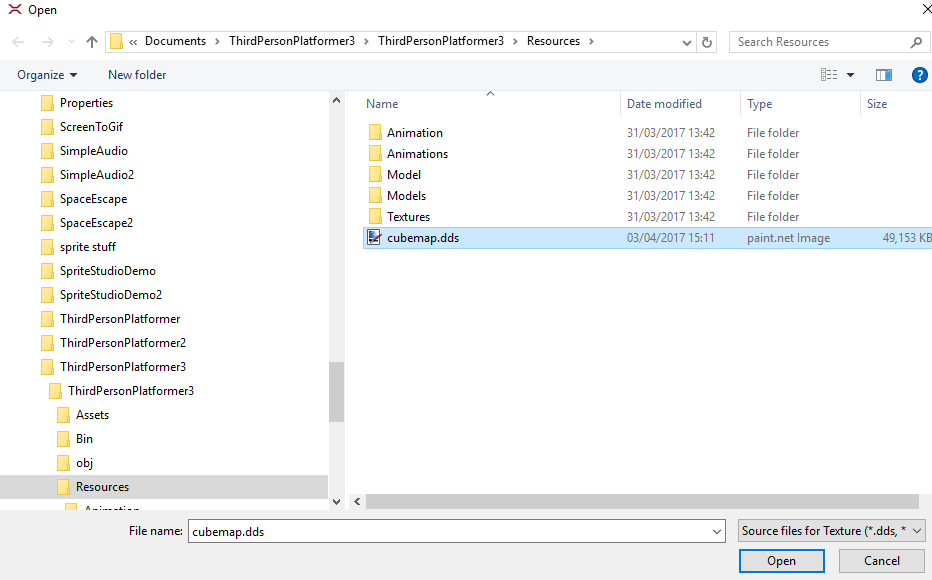 Open
« Documents › ThirdPersonPlatformer3 › ThirdPersonPlatformer3 › Resources ›
Search Resources
Organize
New folder
?
Properties
ScreenToGif
SimpleAudio
SimpleAudio2
SpaceEscape
SpaceEscape2
sprite stuff
SpriteStudioDemo
SpriteStudioDemo2
ThirdPersonPlatformer
ThirdPersonPlatformer2
ThirdPersonPlatformer3
ThirdPersonPlatformer3
Assets
Bin
obj
Resources
Animation
Name Date modified Type Size
Animation 31/03/2017 13:42 File folder
Animations 31/03/2017 13:42 File folder
Model 31/03/2017 13:42 File folder
Models 31/03/2017 13:42 File folder
Textures 31/03/2017 13:42 File folder
cubemap.dds 03/04/2017 15:11 paint.net Image 49,153 KB
File name: cubemap.dds
Source files for Texture (*.dds, *
Open
Cancel